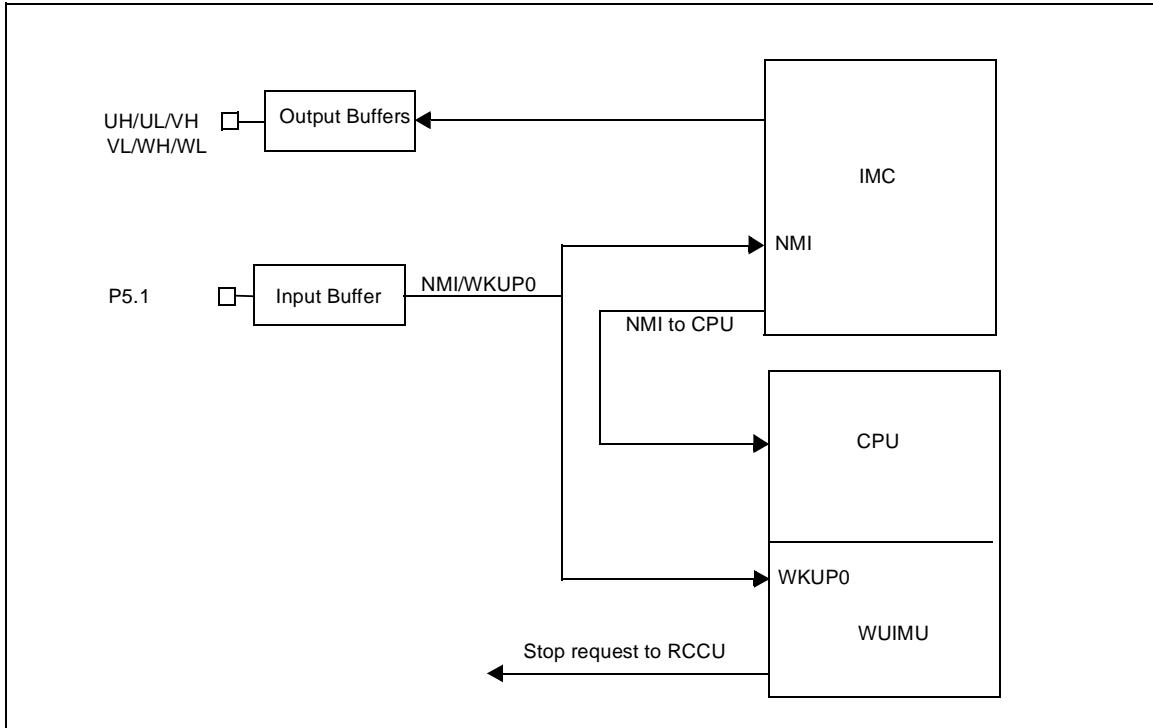 UH/UL/VH
VL/WH/WL
Output Buffers
IMC
NMI
P5.1
Input Buffer
NMI/WKUP0
NMI to CPU
CPU
WKUP0
WUIMU
Stop request to RCCU